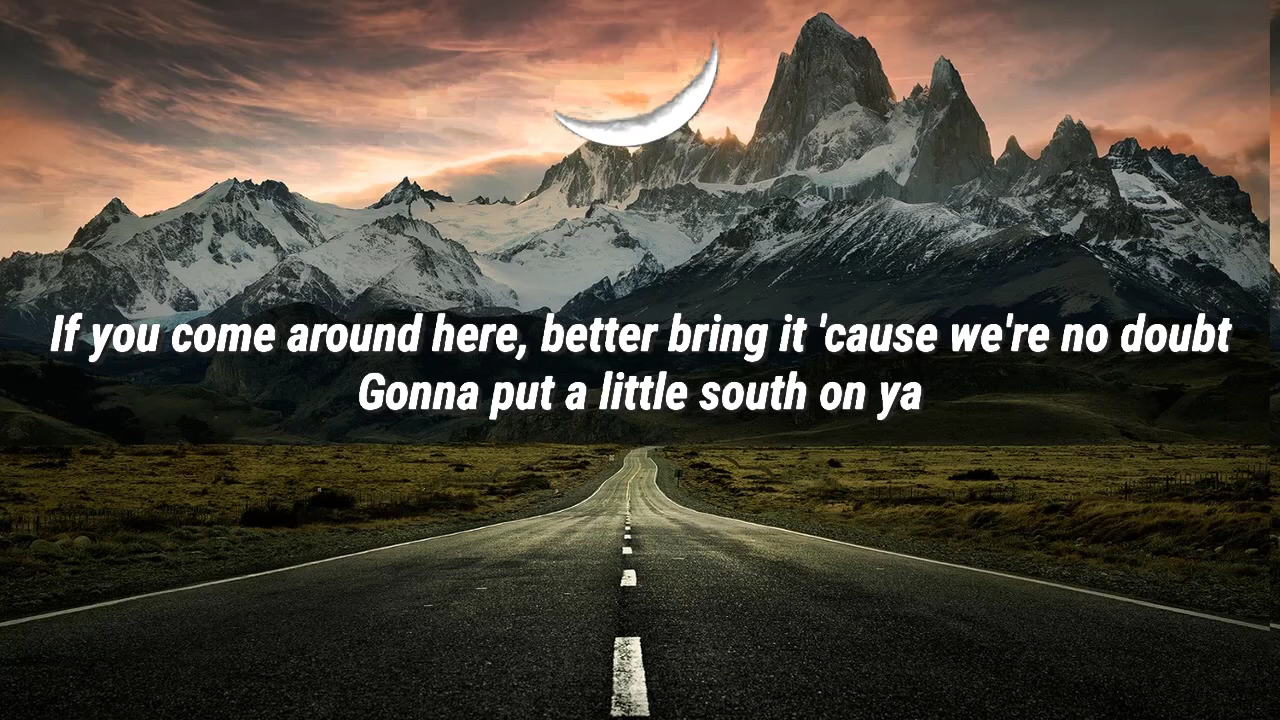 If you come around here, better bring it 'cause we're no doubt
Gonna put a little south on ya